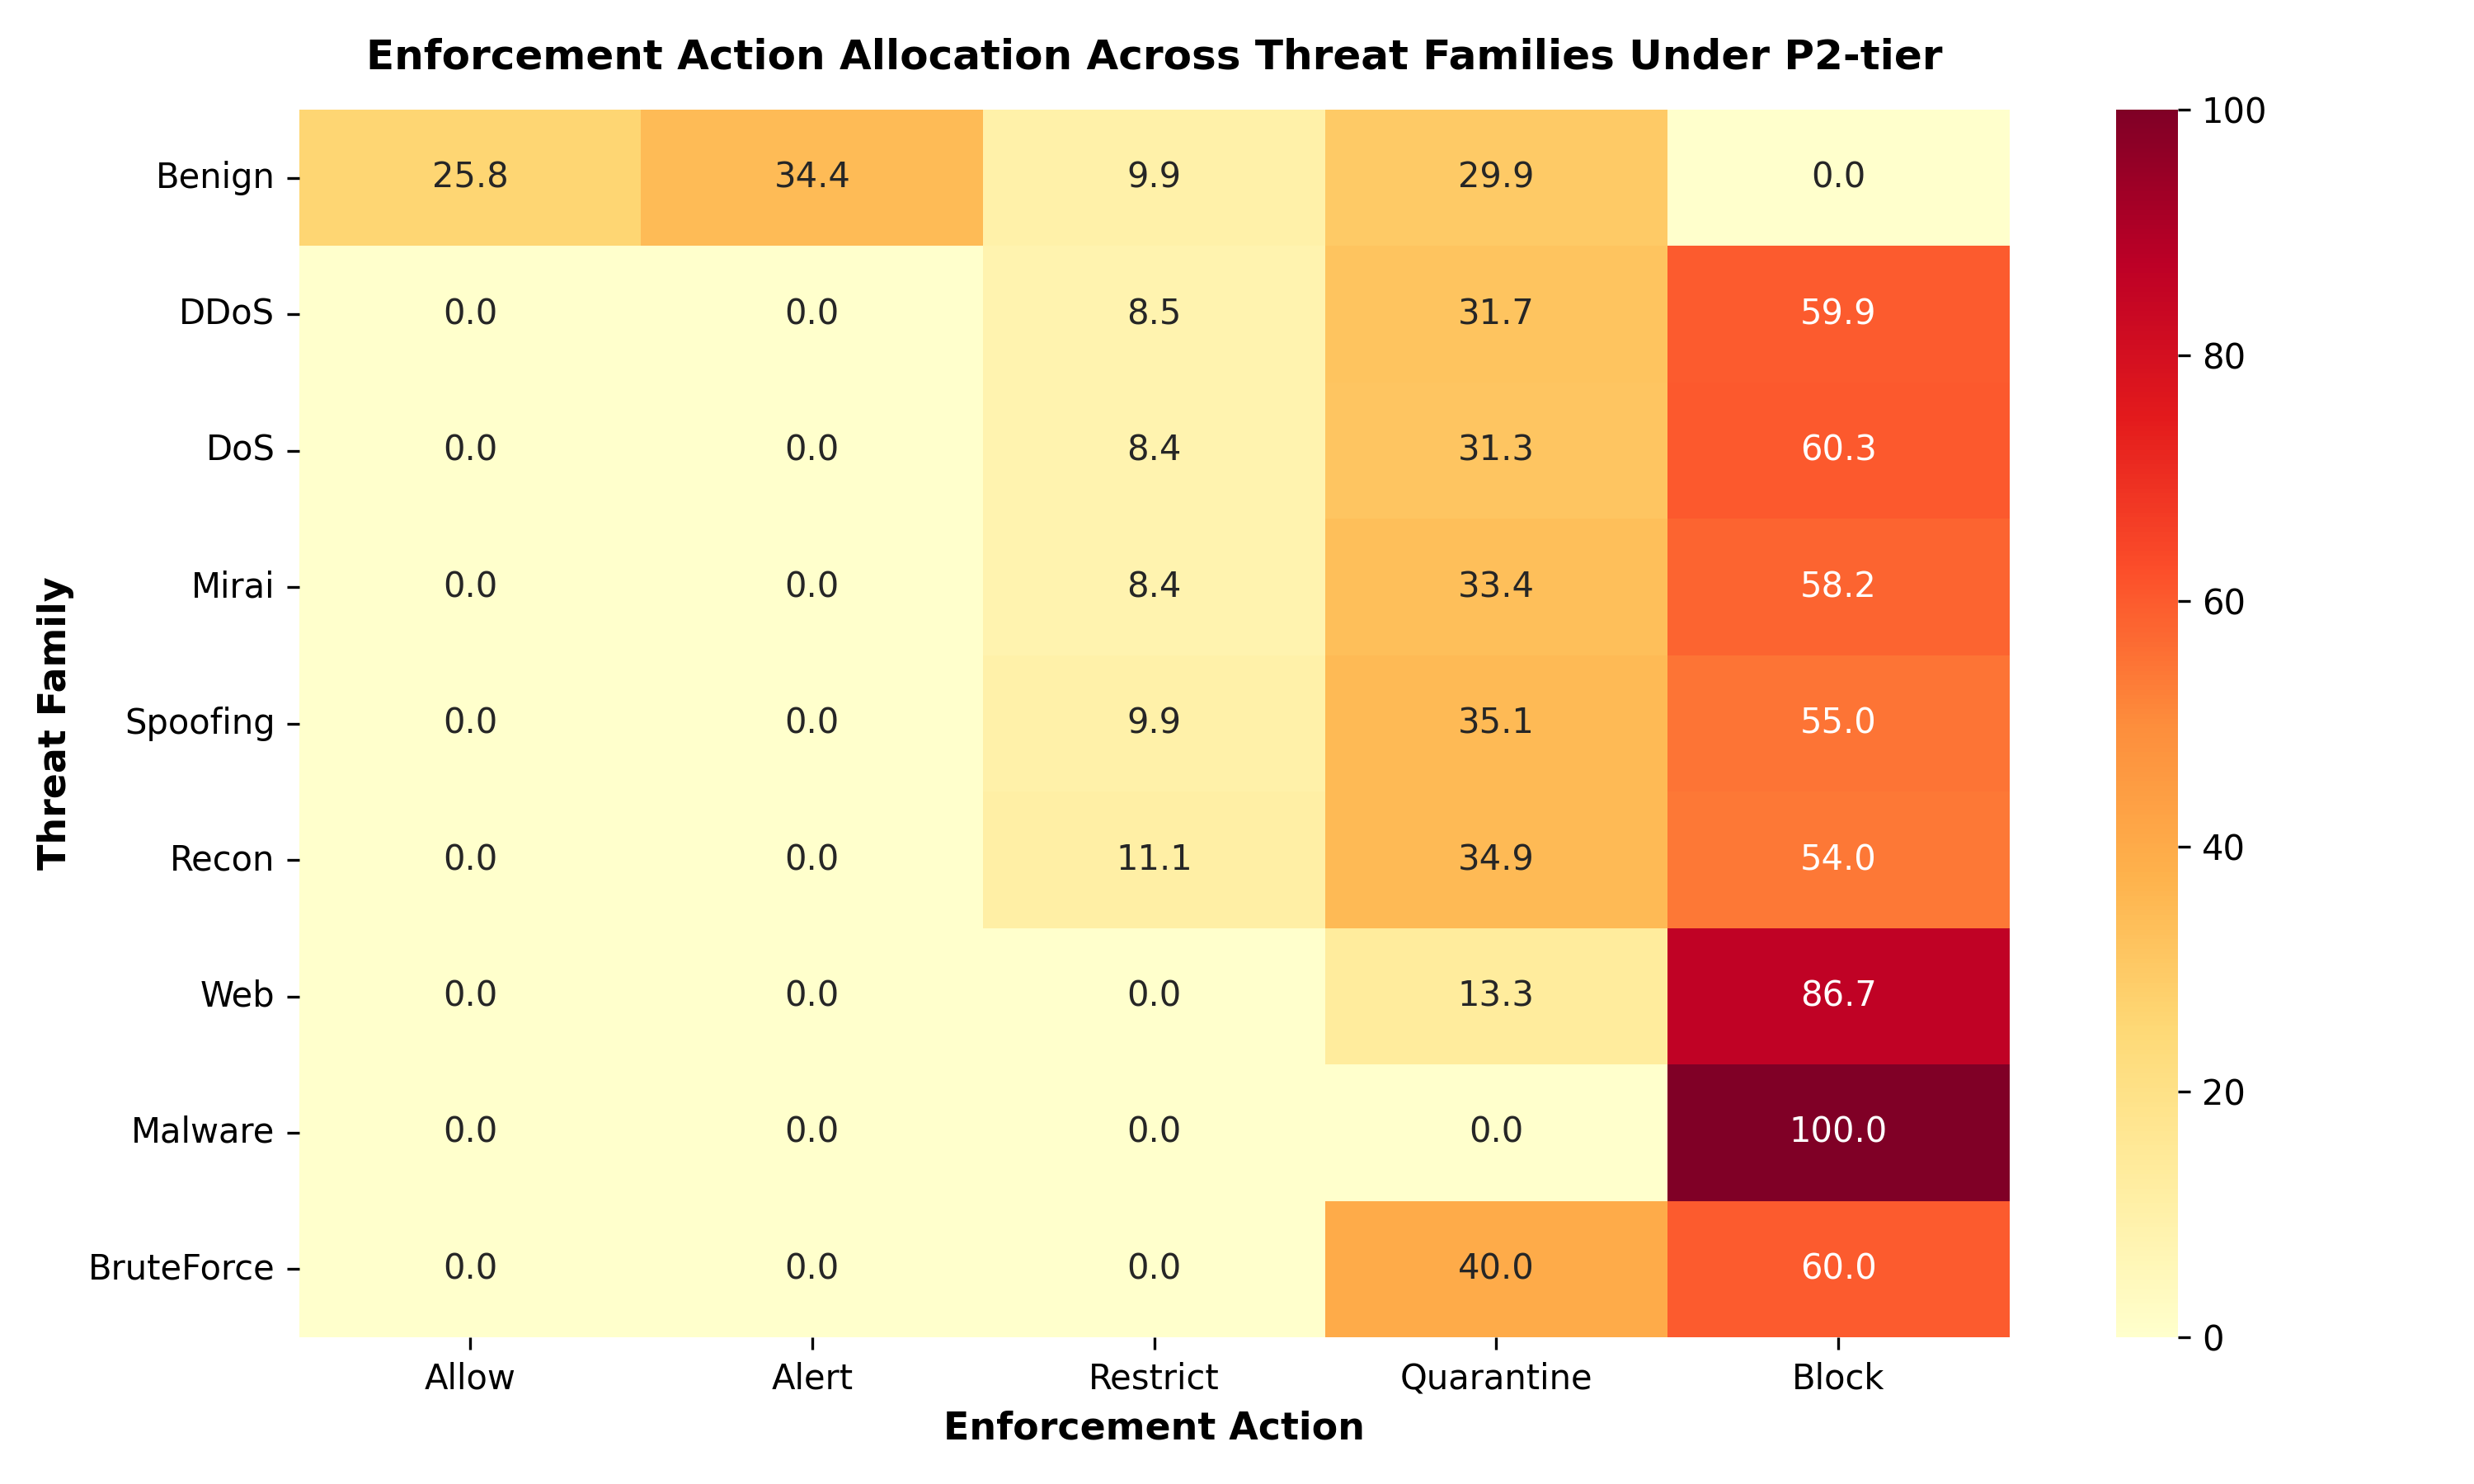 Enforcement Action Allocation Across Threat Families Under P2-tier
Threat Family
Benign 25.8 34.4 9.9 29.9 0.0
DDoS 0.0 0.0 8.5 31.7 59.9
DoS 0.0 0.0 8.4 31.3 60.3
Mirai 0.0 0.0 8.4 33.4 58.2
Spoofing 0.0 0.0 9.9 35.1 55.0
Recon 0.0 0.0 11.1 34.9 54.0
Web 0.0 0.0 0.0 13.3 86.7
Malware 0.0 0.0 0.0 0.0 100.0
BruteForce 0.0 0.0 0.0 40.0 60.0
Allow Alert Restrict Quarantine Block
Enforcement Action
100
80
60
40
20
0